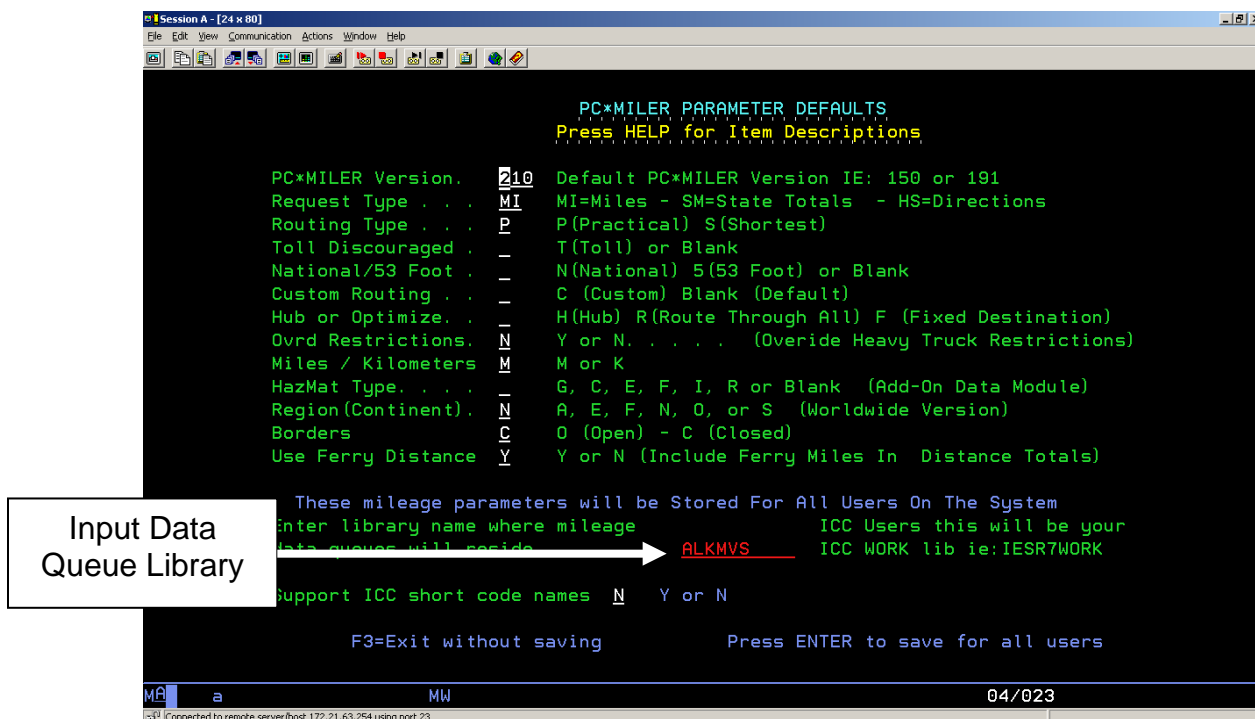 Session A - [24 x 80]
File Edit View Communication Actions Window Help
PC*MILER PARAMETER DEFAULTS
Press HELP for Item Descriptions
PC*MILER Version. 210 Default PC*MILER Version IE: 150 or 191
Request Type . . . MI MI=Miles - SM=State Totals - HS=Directions
Routing Type . . . P P(Practical) S(Shortest)
Toll Discouraged . _ T(Toll) or Blank
National/53 Foot . _ N(National) 5(53 Foot) or Blank
Custom Routing . . _ C (Custom) Blank (Default)
Hub or Optimize. . _ H(Hub) R(Route Through All) F (Fixed Destination)
Ovrd Restrictions. N Y or N. . . . . (Overide Heavy Truck Restrictions)
Miles / Kilometers M M or K
HazMat Type. . . . _ G, C, E, F, I, R or Blank (Add-On Data Module)
Region(Continent). N A, E, F, N, O, or S (Worldwide Version)
Borders C O (Open) - C (Closed)
Use Ferry Distance Y Y or N (Include Ferry Miles In Distance Totals)
These mileage parameters will be Stored For All Users On The System
Enter library name where mileage ICC Users this will be your
data queues will reside ALKMVS ICC WORK lib ie:IESR7WORK
Input Data
Queue Library
Support ICC short code names N Y or N
F3=Exit without saving Press ENTER to save for all users
MA a MW 04/023
Connected to remote server/host 172.21.63.254 using port 23